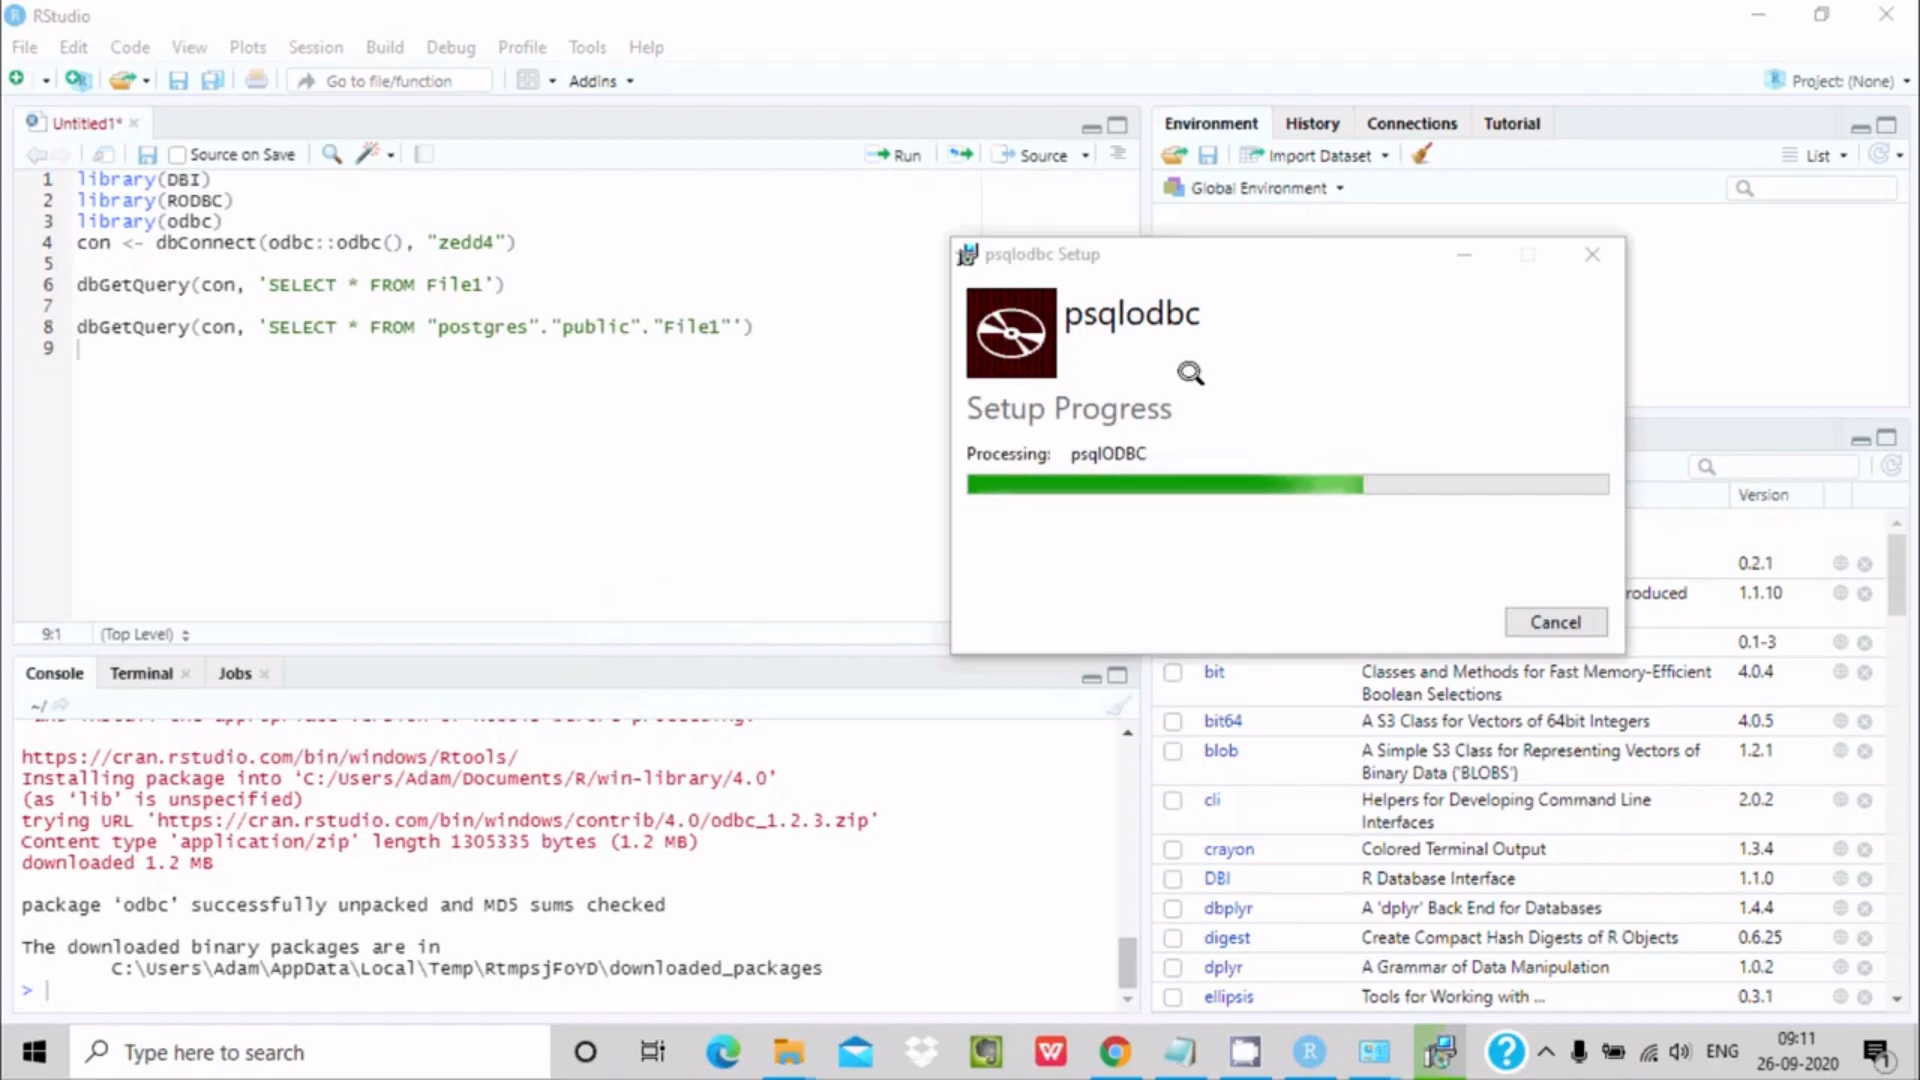 RStudio
File Edit Code View Plots Session Build Debug Profile Tools Help
Go to file/function Addins Project: (None)
Untitled1*
Source on Save Run Source
1 library(DBI)
2 library(RODBC)
3 library(odbc)
4 con <- dbConnect(odbc::odbc(), "zedd4")
5
6 dbGetQuery(con, 'SELECT * FROM File1')
7
8 dbGetQuery(con, 'SELECT * FROM "postgres"."public"."File1"')
9
9:1 (Top Level)
Environment History Connections Tutorial
Import Dataset List
Global Environment
psqlodbc Setup
psqlodbc
Setup Progress
Processing: psqlODBC
Cancel
Console Terminal Jobs
~/
https://cran.rstudio.com/bin/windows/Rtools/
Installing package into ‘C:/Users/Adam/Documents/R/win-library/4.0’
(as ‘lib’ is unspecified)
trying URL 'https://cran.rstudio.com/bin/windows/contrib/4.0/odbc_1.2.3.zip'
Content type 'application/zip' length 1305335 bytes (1.2 MB)
downloaded 1.2 MB
package ‘odbc’ successfully unpacked and MD5 sums checked
The downloaded binary packages are in
C:\Users\Adam\AppData\Local\Temp\RtmpsjFoYD\downloaded_packages
>
Version
0.2.1
roduced 1.1.10
0.1-3
bit Classes and Methods for Fast Memory-Efficient 4.0.4
Boolean Selections
bit64 A S3 Class for Vectors of 64bit Integers 4.0.5
blob A Simple S3 Class for Representing Vectors of 1.2.1
Binary Data ('BLOBS')
cli Helpers for Developing Command Line 2.0.2
Interfaces
crayon Colored Terminal Output 1.3.4
DBI R Database Interface 1.1.0
dbplyr A 'dplyr' Back End for Databases 1.4.4
digest Create Compact Hash Digests of R Objects 0.6.25
dplyr A Grammar of Data Manipulation 1.0.2
ellipsis Tools for Working with ... 0.3.1
Type here to search
ENG
09:11
26-09-2020
1